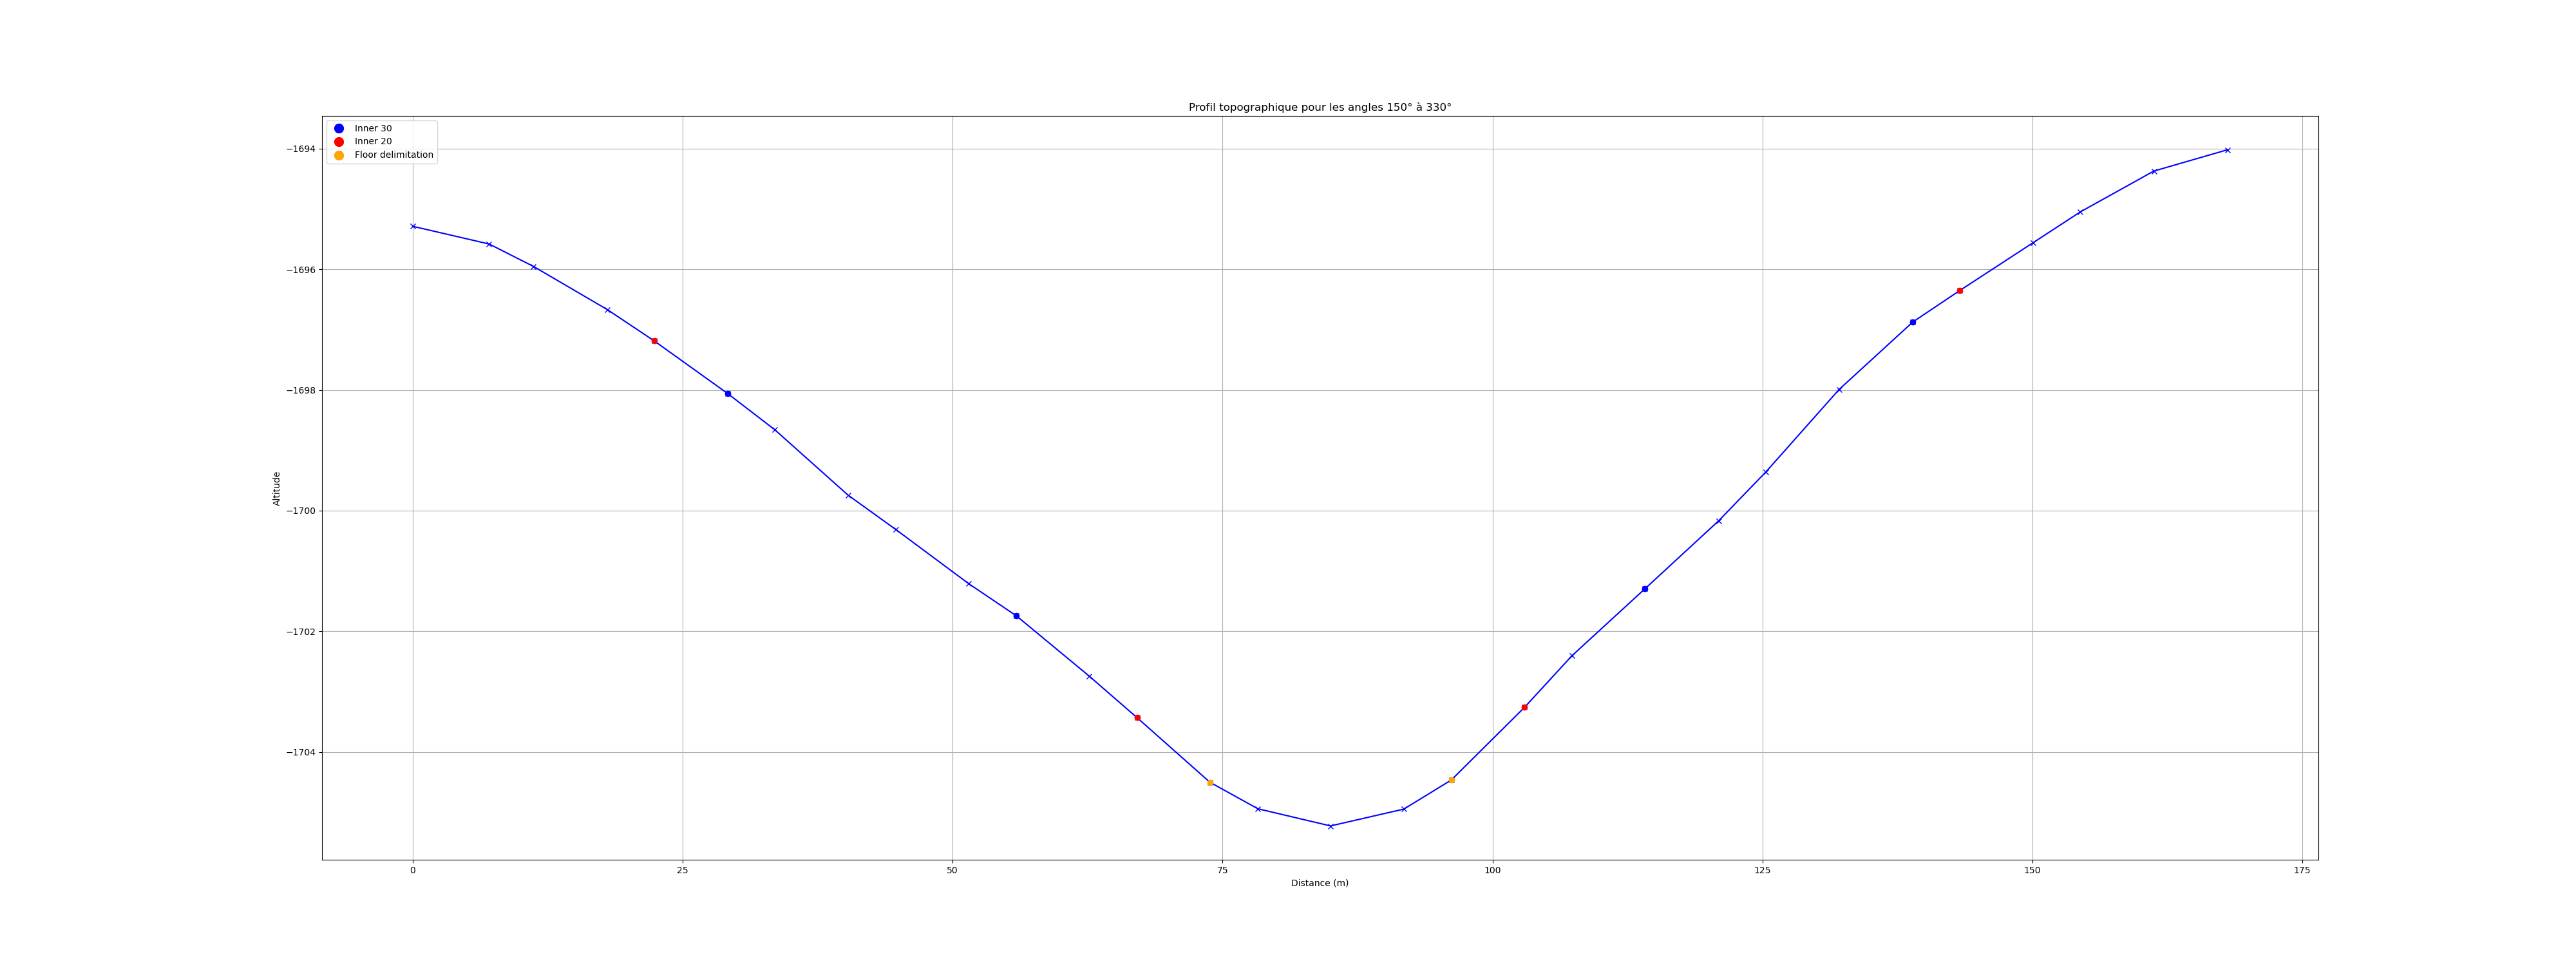 Profil topographique pour les angles 150° à 330°
Inner 30
Inner 20
Floor delimitation
−1694
−1696
−1698
−1700
−1702
−1704
Altitude
0 25 50 75 100 125 150 175
Distance (m)